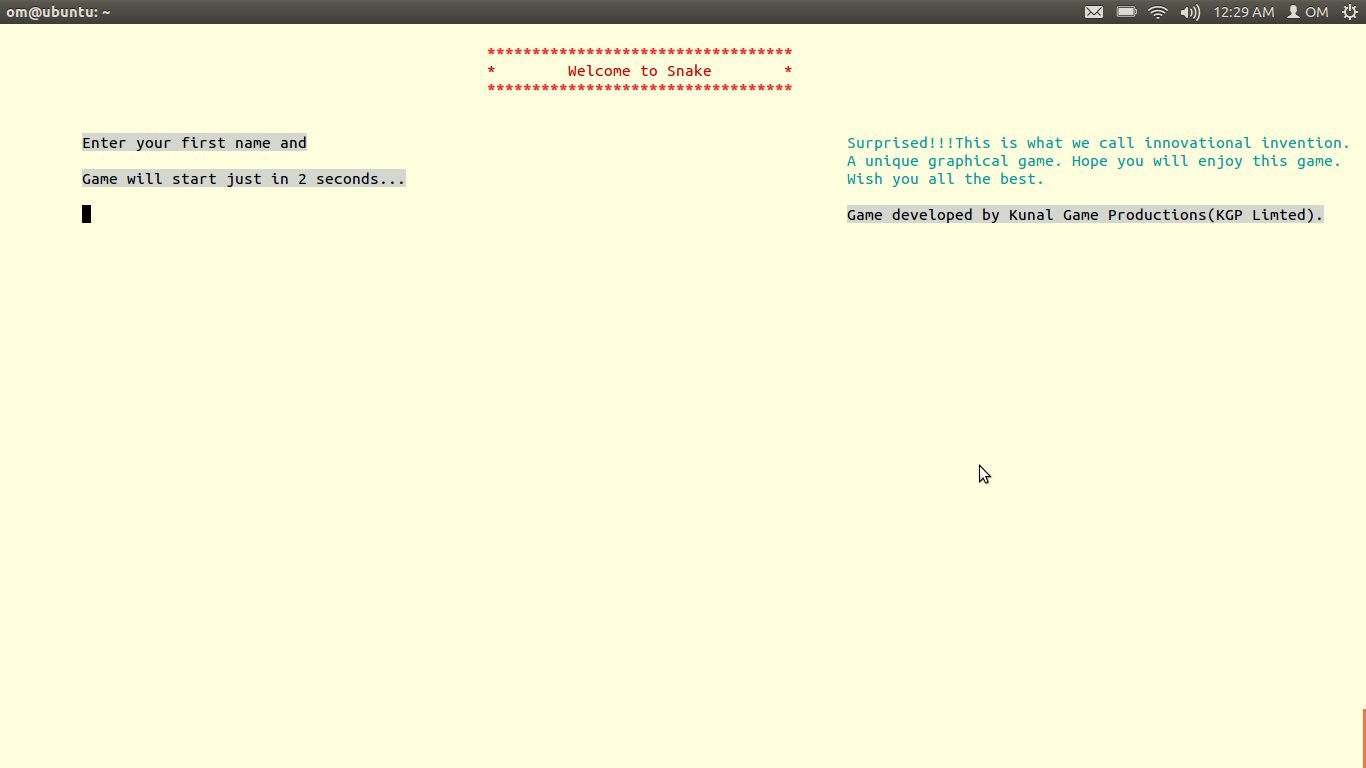 om@ubuntu: ~
12:29 AM OM
***********************************
* Welcome to Snake *
***********************************
Enter your first name and
Game will start just in 2 seconds...
Surprised!!!This is what we call innovational invention.
A unique graphical game. Hope you will enjoy this game.
Wish you all the best.
Game developed by Kunal Game Productions(KGP Limted).